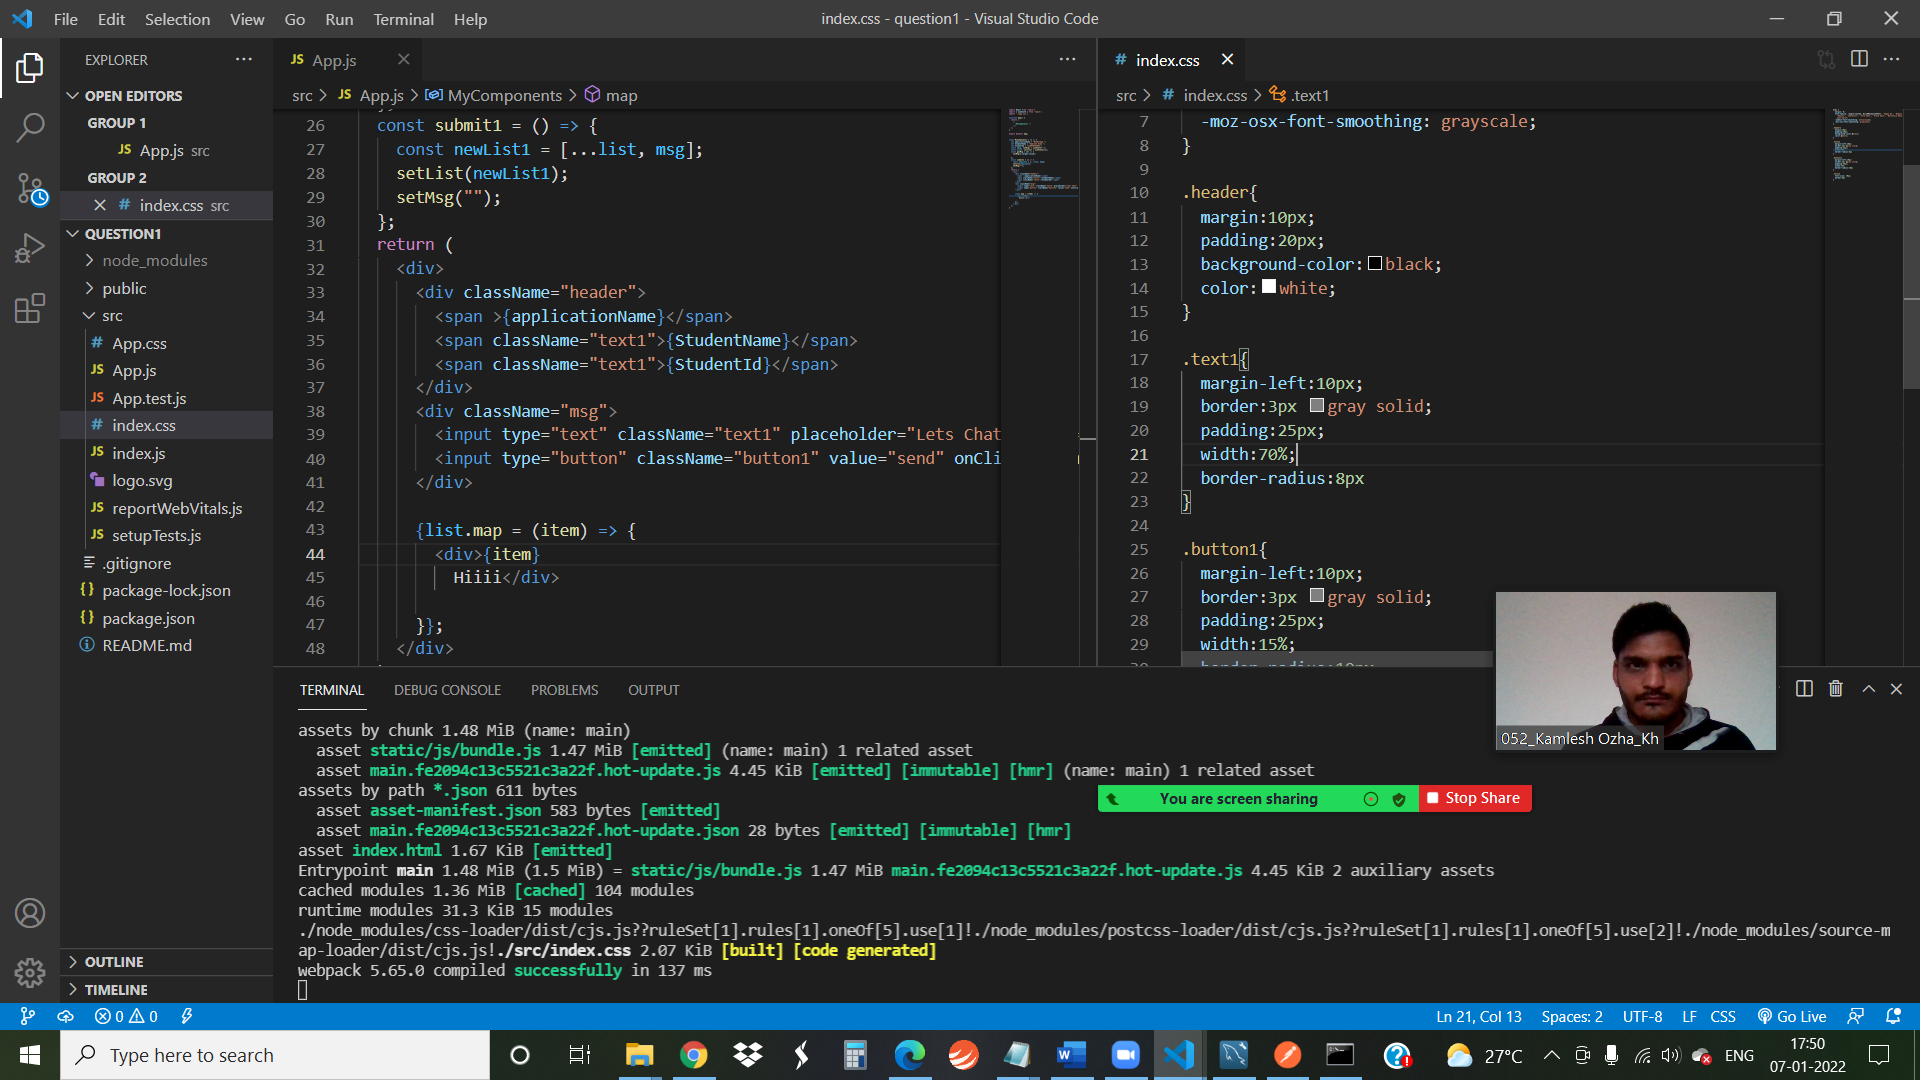 File Edit Selection View Go Run Terminal Help
index.css - question1 - Visual Studio Code
EXPLORER
OPEN EDITORS
GROUP 1
JS App.js src
GROUP 2
# index.css src
QUESTION1
node_modules
public
src
# App.css
JS App.js
JS App.test.js
# index.css
JS index.js
logo.svg
JS reportWebVitals.js
JS setupTests.js
.gitignore
{} package-lock.json
{} package.json
README.md
OUTLINE
TIMELINE
JS App.js
src > JS App.js > MyComponents > map
26 const submit1 = () => {
27 const newList1 = [...list, msg];
28 setList(newList1);
29 setMsg("");
30 };
31 return (
32 <div>
33 <div className="header">
34 <span >{applicationName}</span>
35 <span className="text1">{StudentName}</span>
36 <span className="text1">{StudentId}</span>
37 </div>
38 <div className="msg">
39 <input type="text" className="text1" placeholder="Lets Chat
40 <input type="button" className="button1" value="send" onCli
41 </div>
42
43 {list.map = (item) => {
44 <div>{item}
45 Hiiii</div>
46
47 }};
48 </div>
# index.css
src > # index.css > .text1
7 -moz-osx-font-smoothing: grayscale;
8 }
9
10 .header{
11 margin:10px;
12 padding:20px;
13 background-color:black;
14 color:white;
15 }
16
17 .text1{
18 margin-left:10px;
19 border:3px gray solid;
20 padding:25px;
21 width:70%;
22 border-radius:8px
23 }
24
25 .button1{
26 margin-left:10px;
27 border:3px gray solid;
28 padding:25px;
29 width:15%;
TERMINAL DEBUG CONSOLE PROBLEMS OUTPUT
assets by chunk 1.48 MiB (name: main)
asset static/js/bundle.js 1.47 MiB [emitted] (name: main) 1 related asset
asset main.fe2094c13c5521c3a22f.hot-update.js 4.45 KiB [emitted] [immutable] [hmr] (name: main) 1 related asset
assets by path *.json 611 bytes
asset asset-manifest.json 583 bytes [emitted]
asset main.fe2094c13c5521c3a22f.hot-update.json 28 bytes [emitted] [immutable] [hmr]
asset index.html 1.67 KiB [emitted]
Entrypoint main 1.48 MiB (1.5 MiB) = static/js/bundle.js 1.47 MiB main.fe2094c13c5521c3a22f.hot-update.js 4.45 KiB 2 auxiliary assets
cached modules 1.36 MiB [cached] 104 modules
runtime modules 31.3 KiB 15 modules
./node_modules/css-loader/dist/cjs.js??ruleSet[1].rules[1].oneOf[5].use[1]!./node_modules/postcss-loader/dist/cjs.js??ruleSet[1].rules[1].oneOf[5].use[2]!./node_modules/source-m
ap-loader/dist/cjs.js!./src/index.css 2.07 KiB [built] [code generated]
webpack 5.65.0 compiled successfully in 137 ms
052_Kamlesh Ozha_Kh
You are screen sharing
Stop Share
0 0
Ln 21, Col 13 Spaces: 2 UTF-8 LF CSS Go Live
Type here to search
27°C
ENG
17:50
07-01-2022